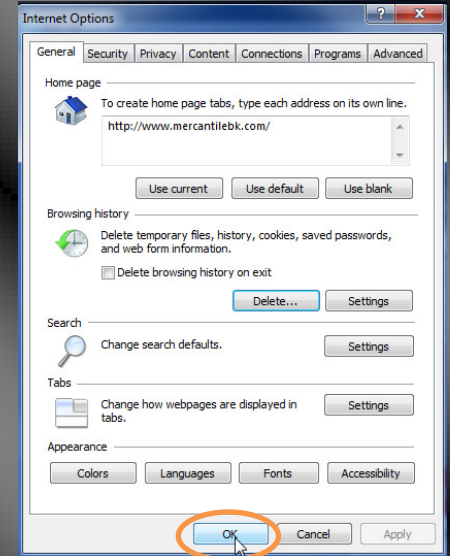 Internet Options
General Security Privacy Content Connections Programs Advanced
Home page
To create home page tabs, type each address on its own line.
http://www.mercantilebk.com/
Use current Use default Use blank
Browsing history
Delete temporary files, history, cookies, saved passwords,
and web form information.
Delete browsing history on exit
Delete... Settings
Search
Change search defaults. Settings
Tabs
Change how webpages are displayed in
tabs. Settings
Appearance
Colors Languages Fonts Accessibility
OK Cancel Apply